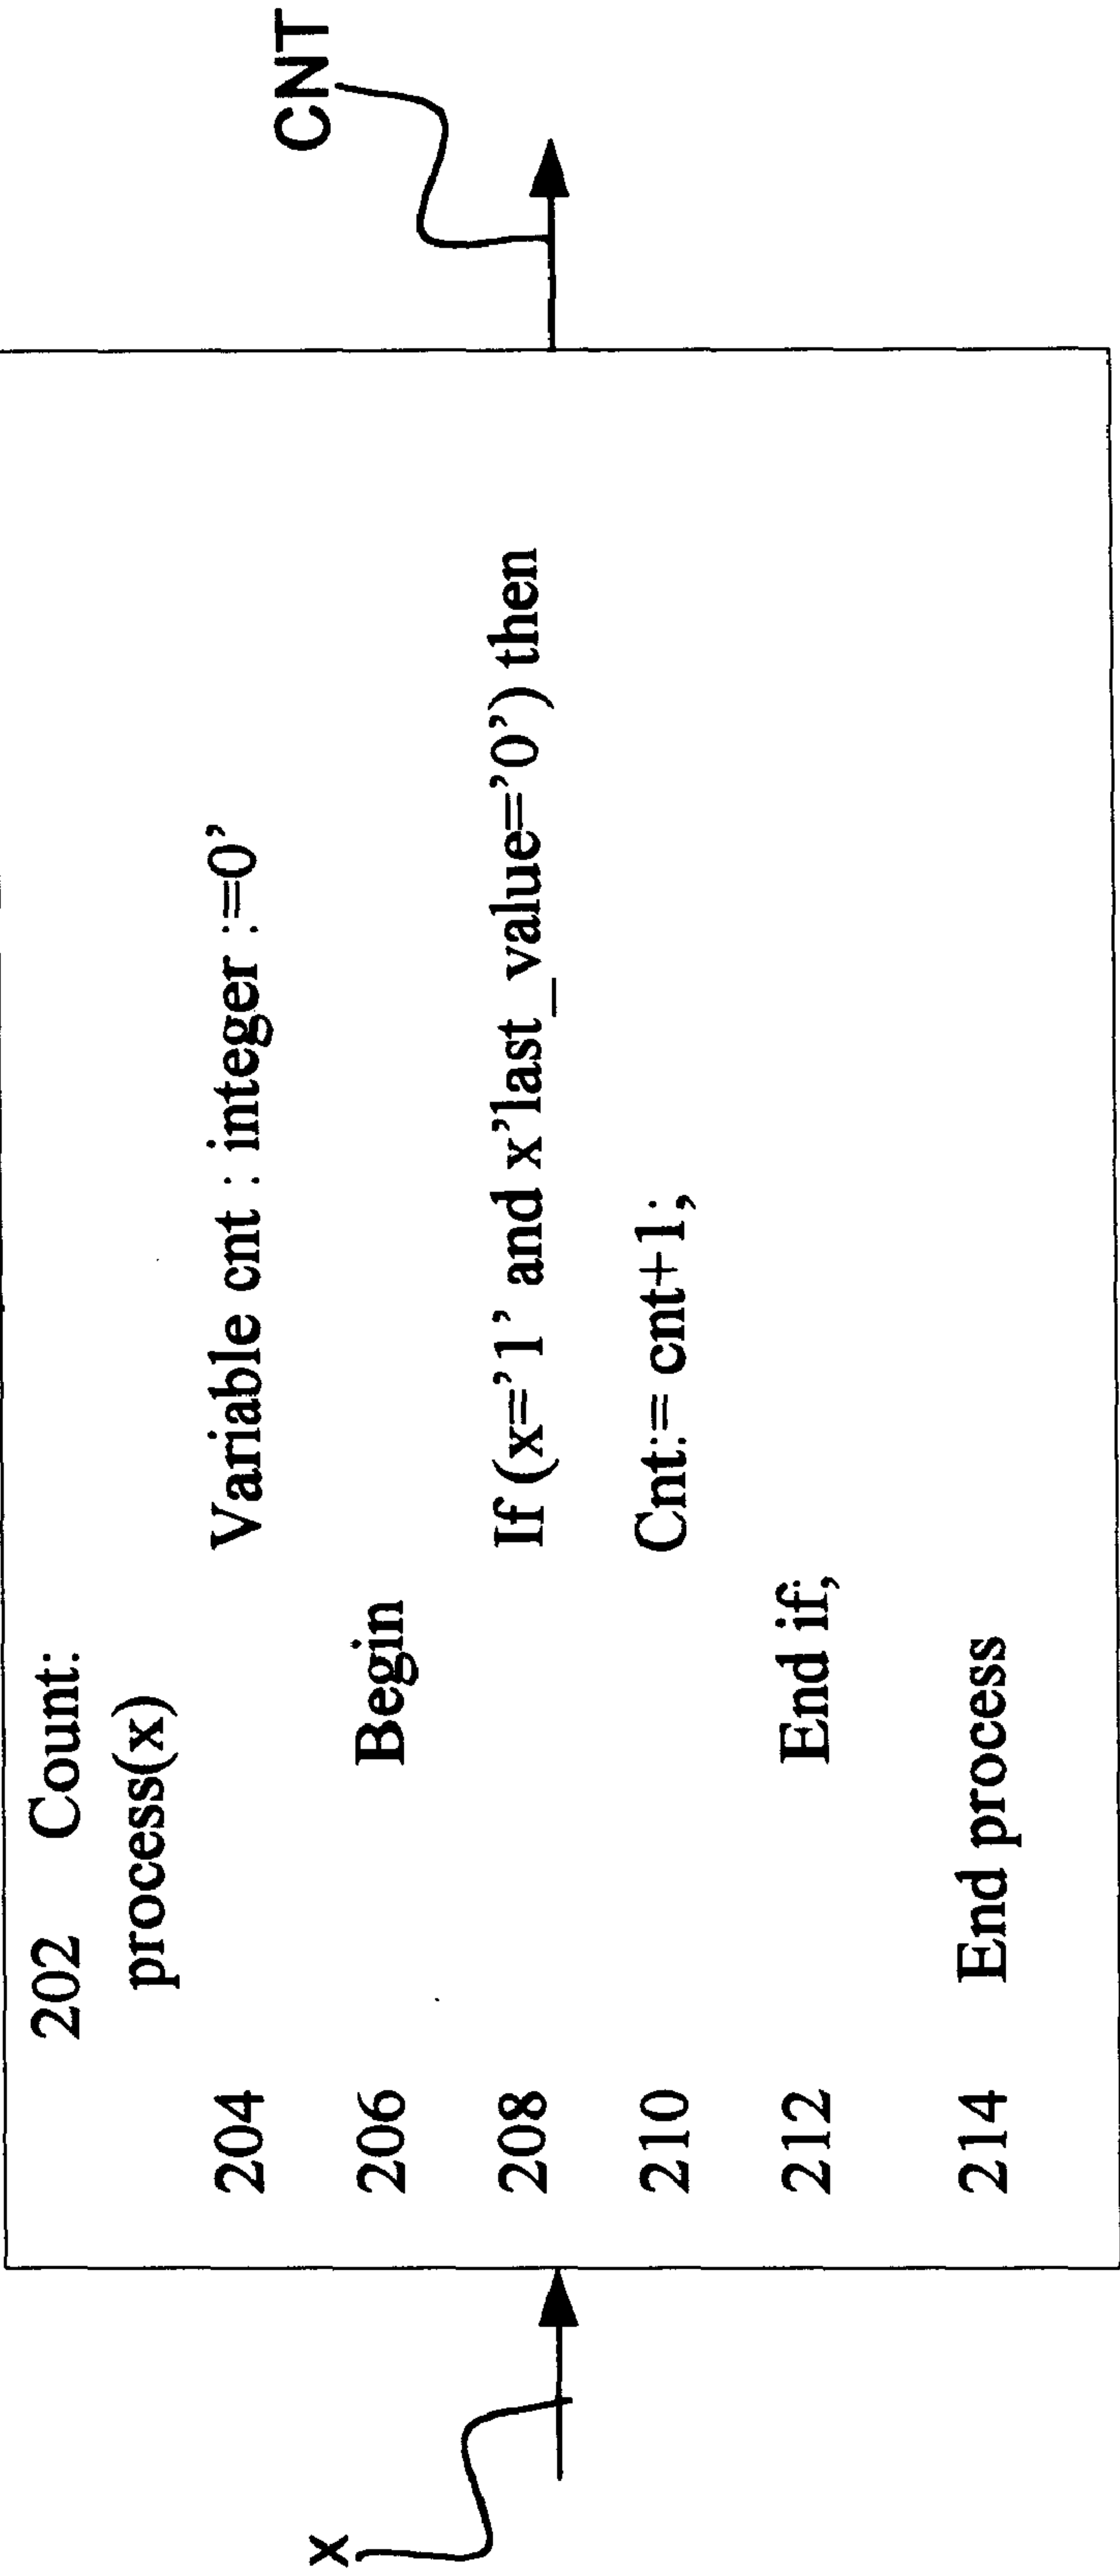 202 Count:
process(x)
204 Variable cnt : integer :=0’
206 Begin
208 If (x=’1’ and x’last_value=’0’) then
210 Cnt:= cnt+1;
212 End if;
214 End process
x
CNT